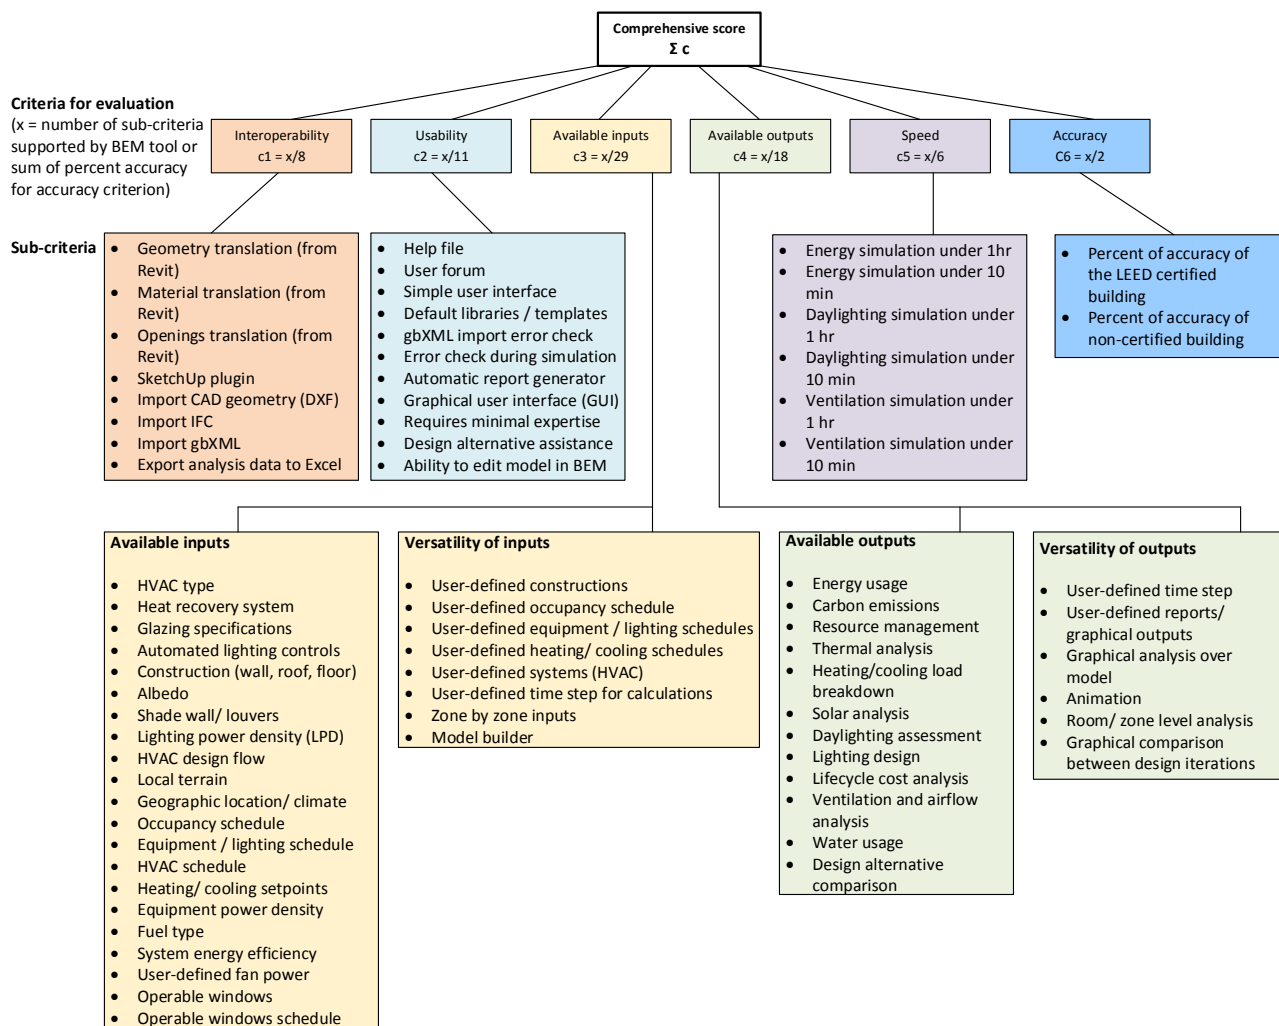 Comprehensive score
Σ c
Criteria for evaluation
(x = number of sub-criteria
supported by BEM tool or
sum of percent accuracy
for accuracy criterion)
Interoperability
c1 = x/8
Usability
c2 = x/11
Available inputs
c3 = x/29
Available outputs
c4 = x/18
Speed
c5 = x/6
Accuracy
C6 = x/2
Sub-criteria
• Geometry translation (from
Revit)
• Material translation (from
Revit)
• Openings translation (from
Revit)
• SketchUp plugin
• Import CAD geometry (DXF)
• Import IFC
• Import gbXML
• Export analysis data to Excel
• Help file
• User forum
• Simple user interface
• Default libraries / templates
• gbXML import error check
• Error check during simulation
• Automatic report generator
• Graphical user interface (GUI)
• Requires minimal expertise
• Design alternative assistance
• Ability to edit model in BEM
• Energy simulation under 1hr
• Energy simulation under 10
min
• Daylighting simulation under
1 hr
• Daylighting simulation under
10 min
• Ventilation simulation under
1 hr
• Ventilation simulation under
10 min
• Percent of accuracy of
the LEED certified
building
• Percent of accuracy of
non-certified building
Available inputs
• HVAC type
• Heat recovery system
• Glazing specifications
• Automated lighting controls
• Construction (wall, roof, floor)
• Albedo
• Shade wall/ louvers
• Lighting power density (LPD)
• HVAC design flow
• Local terrain
• Geographic location/ climate
• Occupancy schedule
• Equipment / lighting schedule
• HVAC schedule
• Heating/ cooling setpoints
• Equipment power density
• Fuel type
• System energy efficiency
• User-defined fan power
• Operable windows
• Operable windows schedule
Versatility of inputs
• User-defined constructions
• User-defined occupancy schedule
• User-defined equipment / lighting schedules
• User-defined heating/ cooling schedules
• User-defined systems (HVAC)
• User-defined time step for calculations
• Zone by zone inputs
• Model builder
Available outputs
• Energy usage
• Carbon emissions
• Resource management
• Thermal analysis
• Heating/cooling load
breakdown
• Solar analysis
• Daylighting assessment
• Lighting design
• Lifecycle cost analysis
• Ventilation and airflow
analysis
• Water usage
• Design alternative
comparison
Versatility of outputs
• User-defined time step
• User-defined reports/
graphical outputs
• Graphical analysis over
model
• Animation
• Room/ zone level analysis
• Graphical comparison
between design iterations